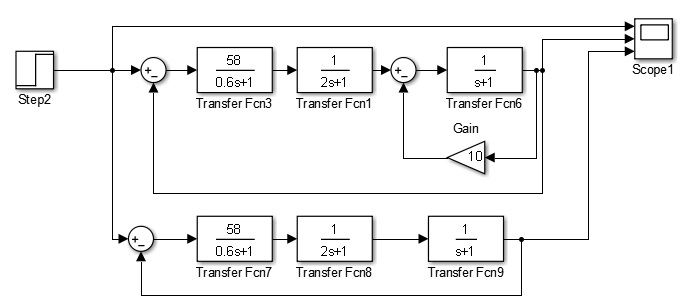 Step2
+
−
58
0.6s+1
Transfer Fcn3
1
2s+1
Transfer Fcn1
+
−
1
s+1
Transfer Fcn6
Scope1
Gain
10
+
−
58
0.6s+1
Transfer Fcn7
1
2s+1
Transfer Fcn8
1
s+1
Transfer Fcn9